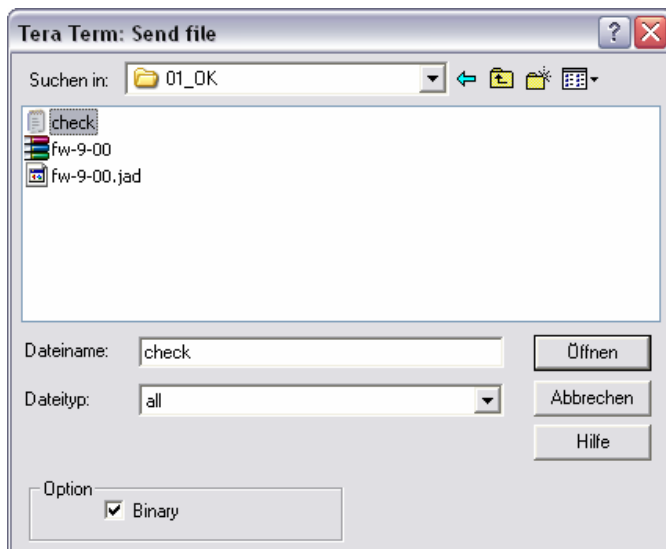 Tera Term: Send file
Suchen in: 01_OK
check
fw-9-00
fw-9-00.jad
Dateiname: check Öffnen
Dateityp: all Abbrechen
Hilfe
Option
Binary